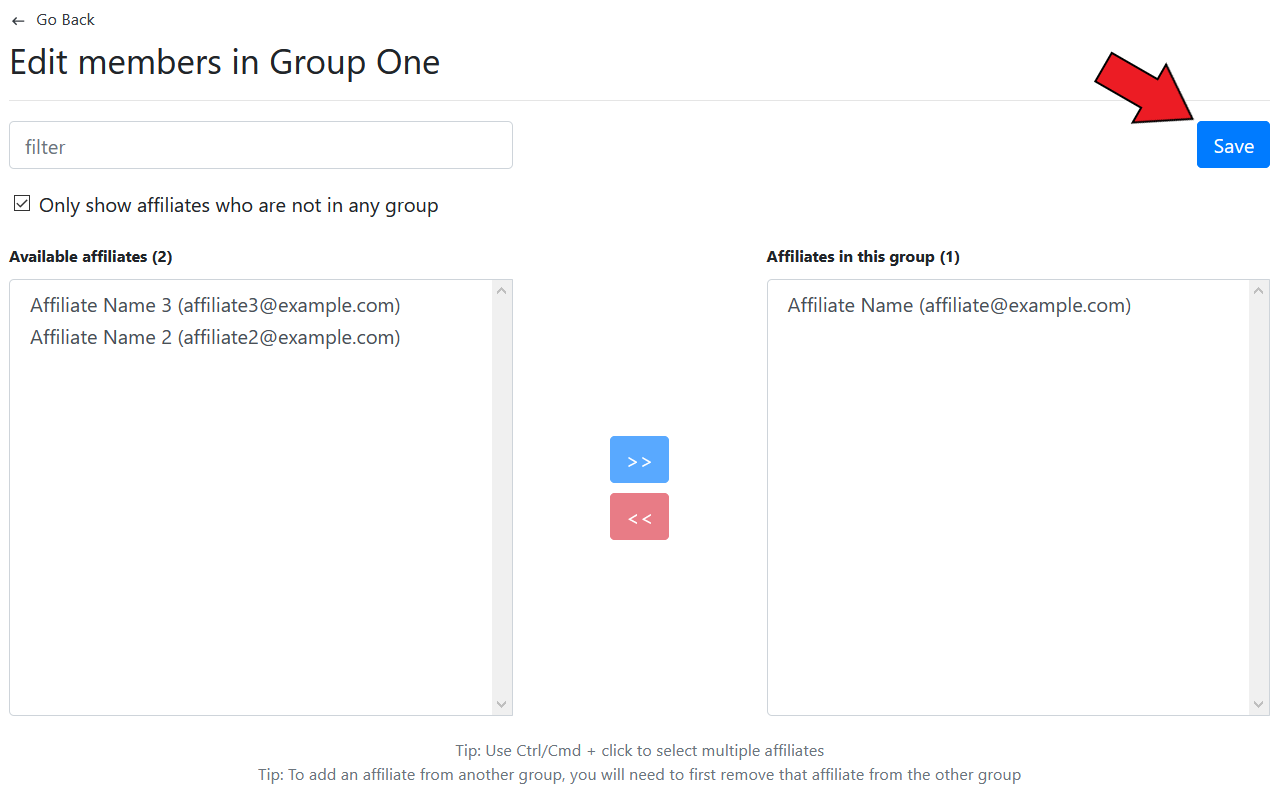 ← Go Back
Edit members in Group One
filter
Save
Only show affiliates who are not in any group
Available affiliates (2)
Affiliates in this group (1)
Affiliate Name 3 (affiliate3@example.com)
Affiliate Name 2 (affiliate2@example.com)
Affiliate Name (affiliate@example.com)
>>
<<
Tip: Use Ctrl/Cmd + click to select multiple affiliates
Tip: To add an affiliate from another group, you will need to first remove that affiliate from the other group